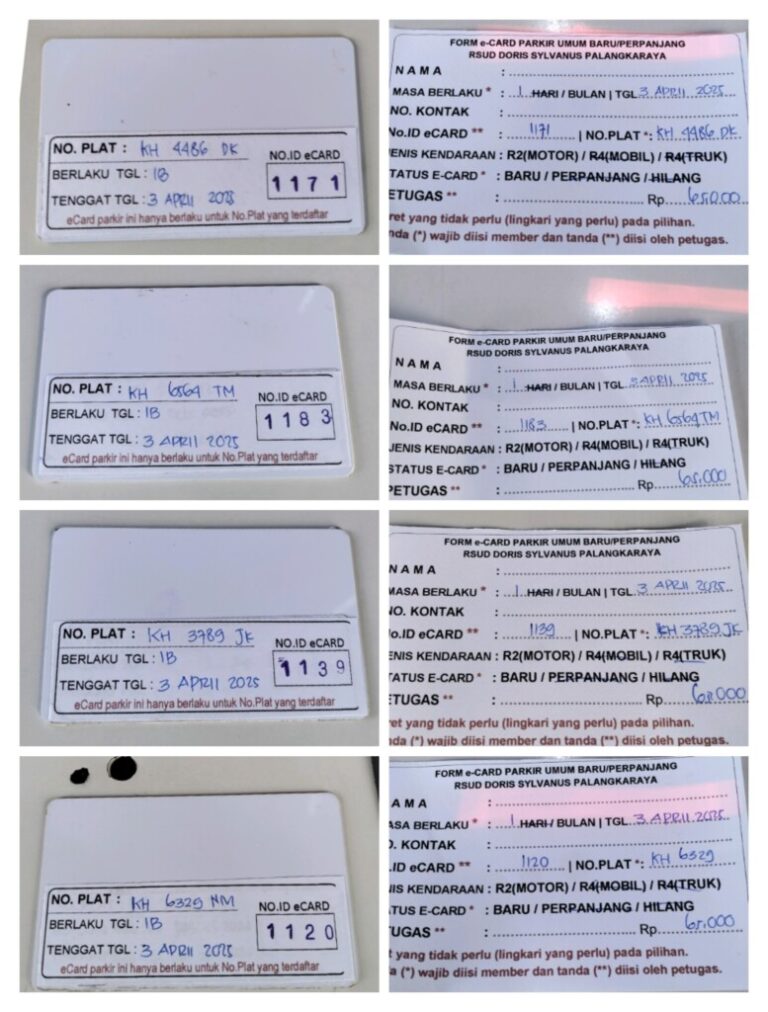 NO. PLAT : KH 4486 DK
NO.ID eCARD
BERLAKU TGL : 1B
1171
TENGGAT TGL : 3 APRIL 2025
eCard parkir ini hanya berlaku untuk No.Plat yang terdaftar
FORM e-CARD PARKIR UMUM BARU/PERPANJANG
RSUD DORIS SYLVANUS PALANGKARAYA
NAMA :
MASA BERLAKU * : 1 HARI / BULAN | TGL 3 APRIL 2025
NO. KONTAK :
No.ID eCARD ** : 1171 | NO.PLAT *: KH 4486 DK
JENIS KENDARAAN : R2(MOTOR) / R4(MOBIL) / R4(TRUK)
STATUS E-CARD * : BARU / PERPANJANG / HILANG
ETUGAS ** : Rp 65.000
ret yang tidak perlu (lingkari yang perlu) pada pilihan.
nda (*) wajib diisi member dan tanda (**) diisi oleh petugas.
NO. PLAT : KH 6569 TM
NO.ID eCARD
BERLAKU TGL : 1B
1183
TENGGAT TGL : 3 APRIL 2025
eCard parkir ini hanya berlaku untuk No.Plat yang terdaftar
FORM e-CARD PARKIR UMUM BARU/PERPANJANG
RSUD DORIS SYLVANUS PALANGKARAYA
NAMA :
MASA BERLAKU * : 1 HARI / BULAN | TGL 3 APRIL 2025
NO. KONTAK :
No.ID eCARD ** : 1183 | NO.PLAT *: KH 6569 TM
JENIS KENDARAAN : R2(MOTOR) / R4(MOBIL) / R4(TRUK)
STATUS E-CARD * : BARU / PERPANJANG / HILANG
PETUGAS ** : Rp 65.000
NO. PLAT : KH 3789 JK
NO.ID eCARD
BERLAKU TGL : 1B
1139
TENGGAT TGL : 3 APRIL 2025
eCard parkir ini hanya berlaku untuk No.Plat yang terdaftar
FORM e-CARD PARKIR UMUM BARU/PERPANJANG
RSUD DORIS SYLVANUS PALANGKARAYA
NAMA :
MASA BERLAKU * : 1 HARI / BULAN | TGL 3 APRIL 2025
NO. KONTAK :
o.ID eCARD ** : 1139 | NO.PLAT *: KH 3789 JK
ENIS KENDARAAN : R2(MOTOR) / R4(MOBIL) / R4(TRUK)
TATUS E-CARD * : BARU / PERPANJANG / HILANG
ETUGAS ** : Rp 65.000
ret yang tidak perlu (lingkari yang perlu) pada pilihan.
da (*) wajib diisi member dan tanda (**) diisi oleh petugas.
NO. PLAT : KH 6329 NM
NO.ID eCARD
BERLAKU TGL : 1B
1120
TENGGAT TGL : 3 APRIL 2025
eCard parkir ini hanya berlaku untuk No.Plat yang terdaftar
FORM e-CARD PARKIR UMUM BARU/PERPANJANG
RSUD DORIS SYLVANUS PALANGKARAYA
AMA :
ASA BERLAKU * : 1 HARI / BULAN | TGL 3 APRIL 2025
. KONTAK :
.ID eCARD ** : 1120 | NO.PLAT *: KH 6329
NIS KENDARAAN : R2(MOTOR) / R4(MOBIL) / R4(TRUK)
TUS E-CARD * : BARU / PERPANJANG / HILANG
UGAS ** : Rp 65.000
t yang tidak perlu (lingkari yang perlu) pada pilihan.
a (*) wajib diisi member dan tanda (**) diisi oleh petugas.